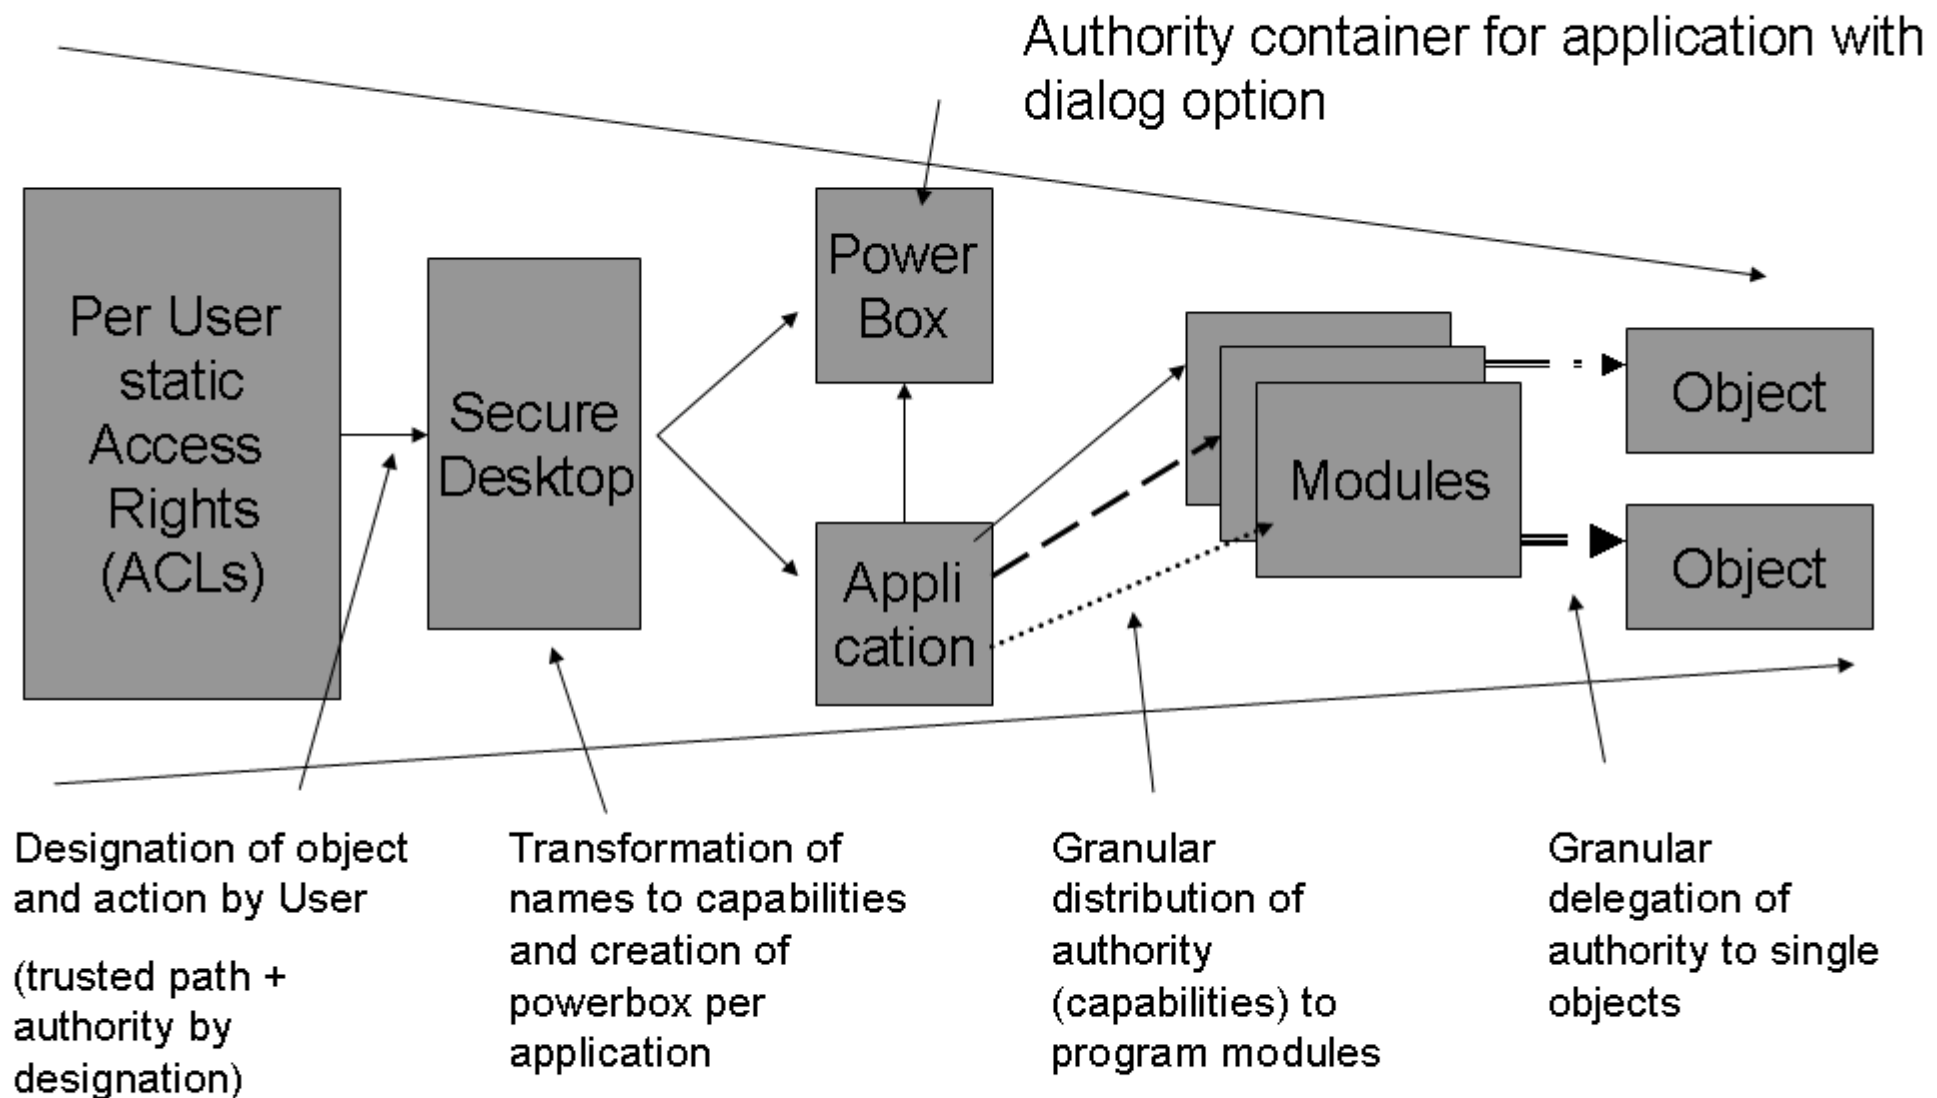 Authority container for application with
dialog option
Per User
static
Access
Rights
(ACLs)
Secure
Desktop
Power
Box
Appli
cation
Modules
Object
Object
Designation of object
and action by User
(trusted path +
authority by
designation)
Transformation of
names to capabilities
and creation of
powerbox per
application
Granular
distribution of
authority
(capabilities) to
program modules
Granular
delegation of
authority to single
objects